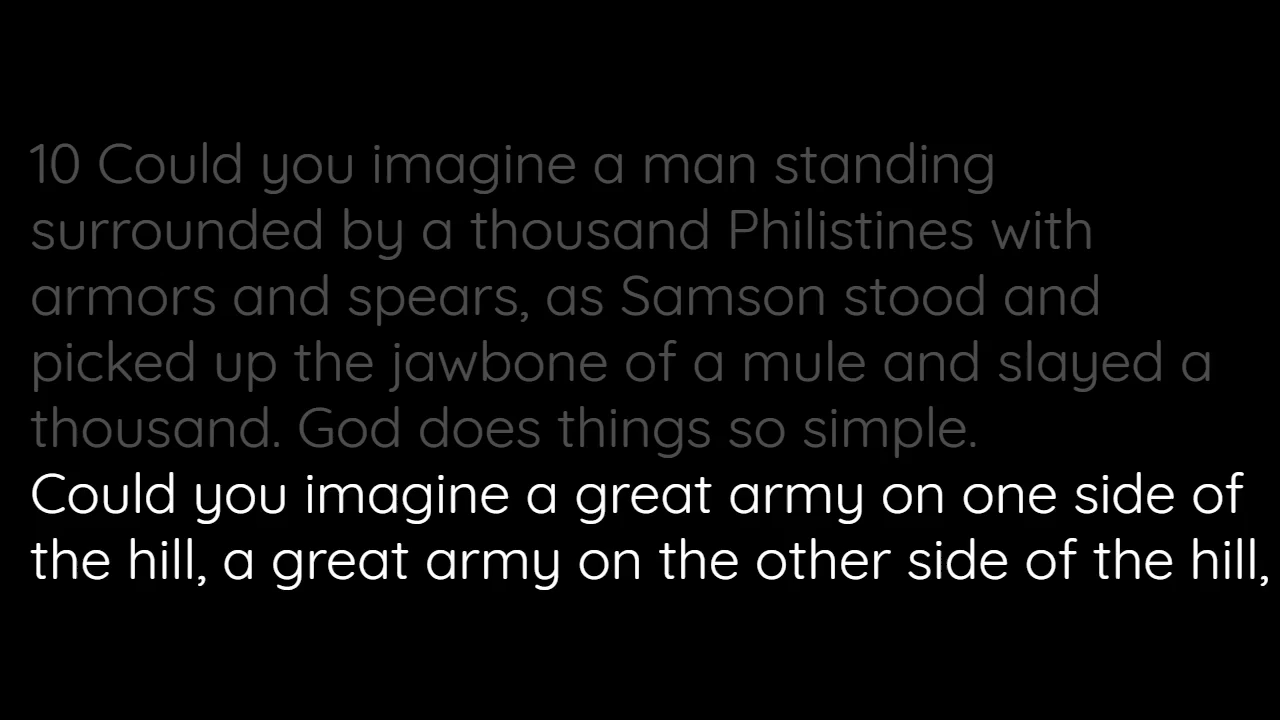 10 Could you imagine a man standing
surrounded by a thousand Philistines with
armors and spears, as Samson stood and
picked up the jawbone of a mule and slayed a
thousand. God does things so simple.
Could you imagine a great army on one side of
the hill, a great army on the other side of the hill,